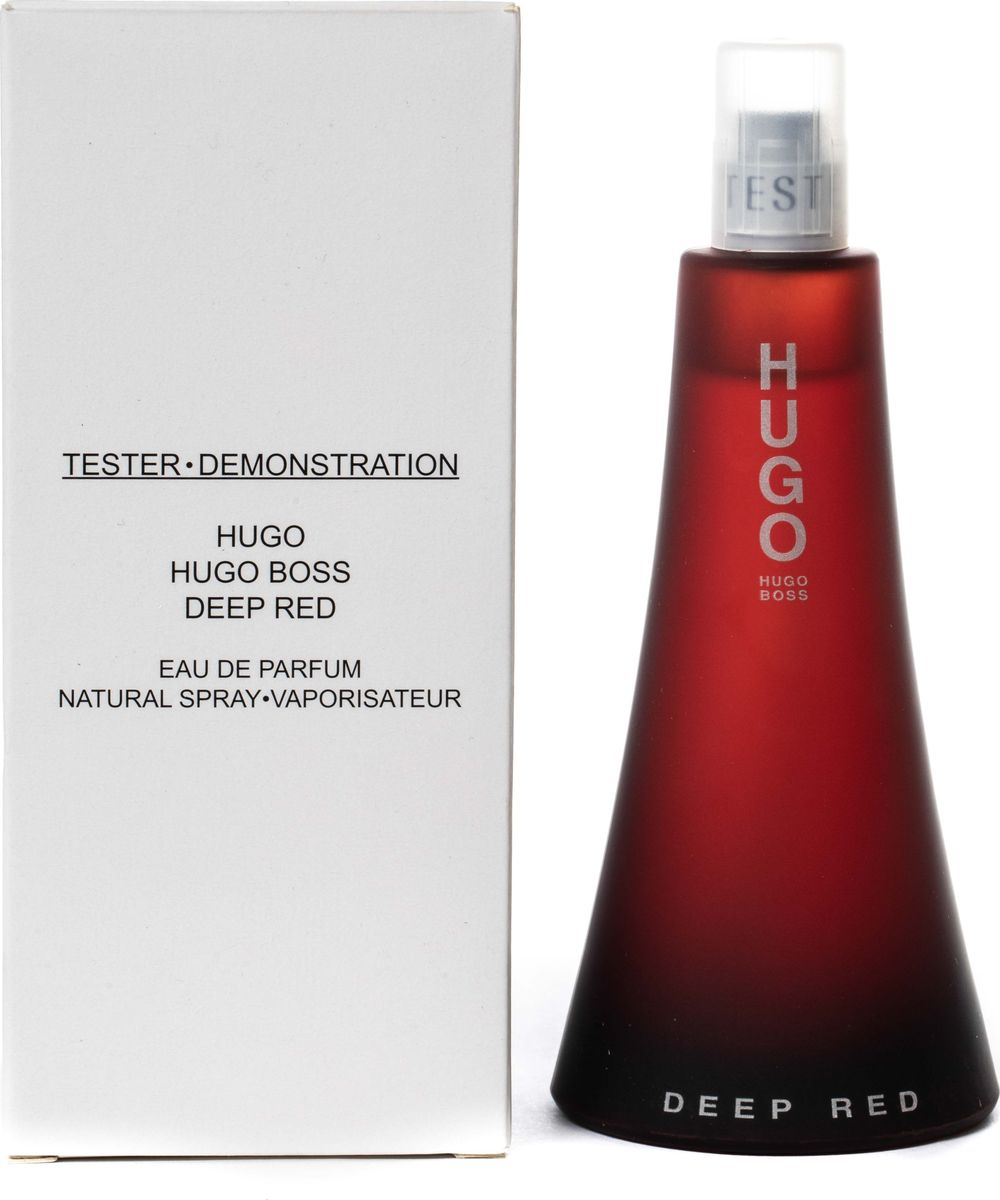 TESTER•DEMONSTRATION
HUGO
HUGO BOSS
DEEP RED
EAU DE PARFUM
NATURAL SPRAY•VAPORISATEUR
TEST
HUGO
HUGO
BOSS
DEEP RED